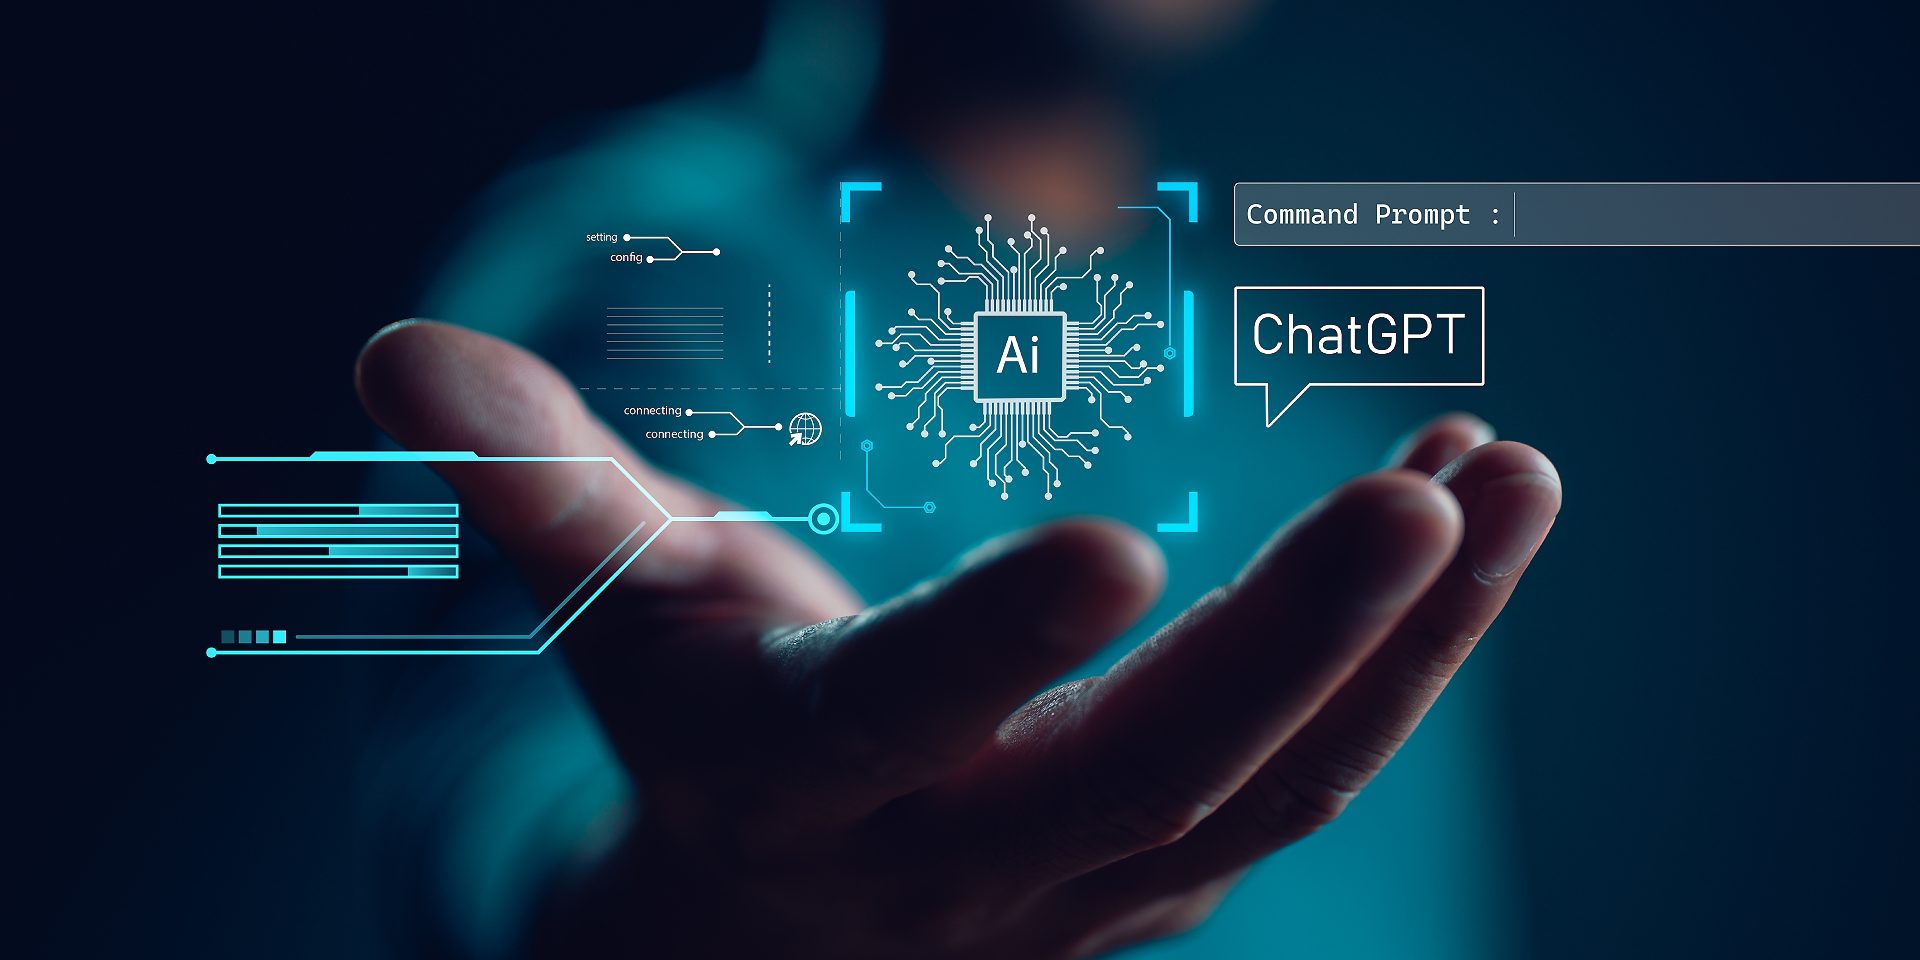 setting
config
connecting
connecting
Ai
Command Prompt :
ChatGPT